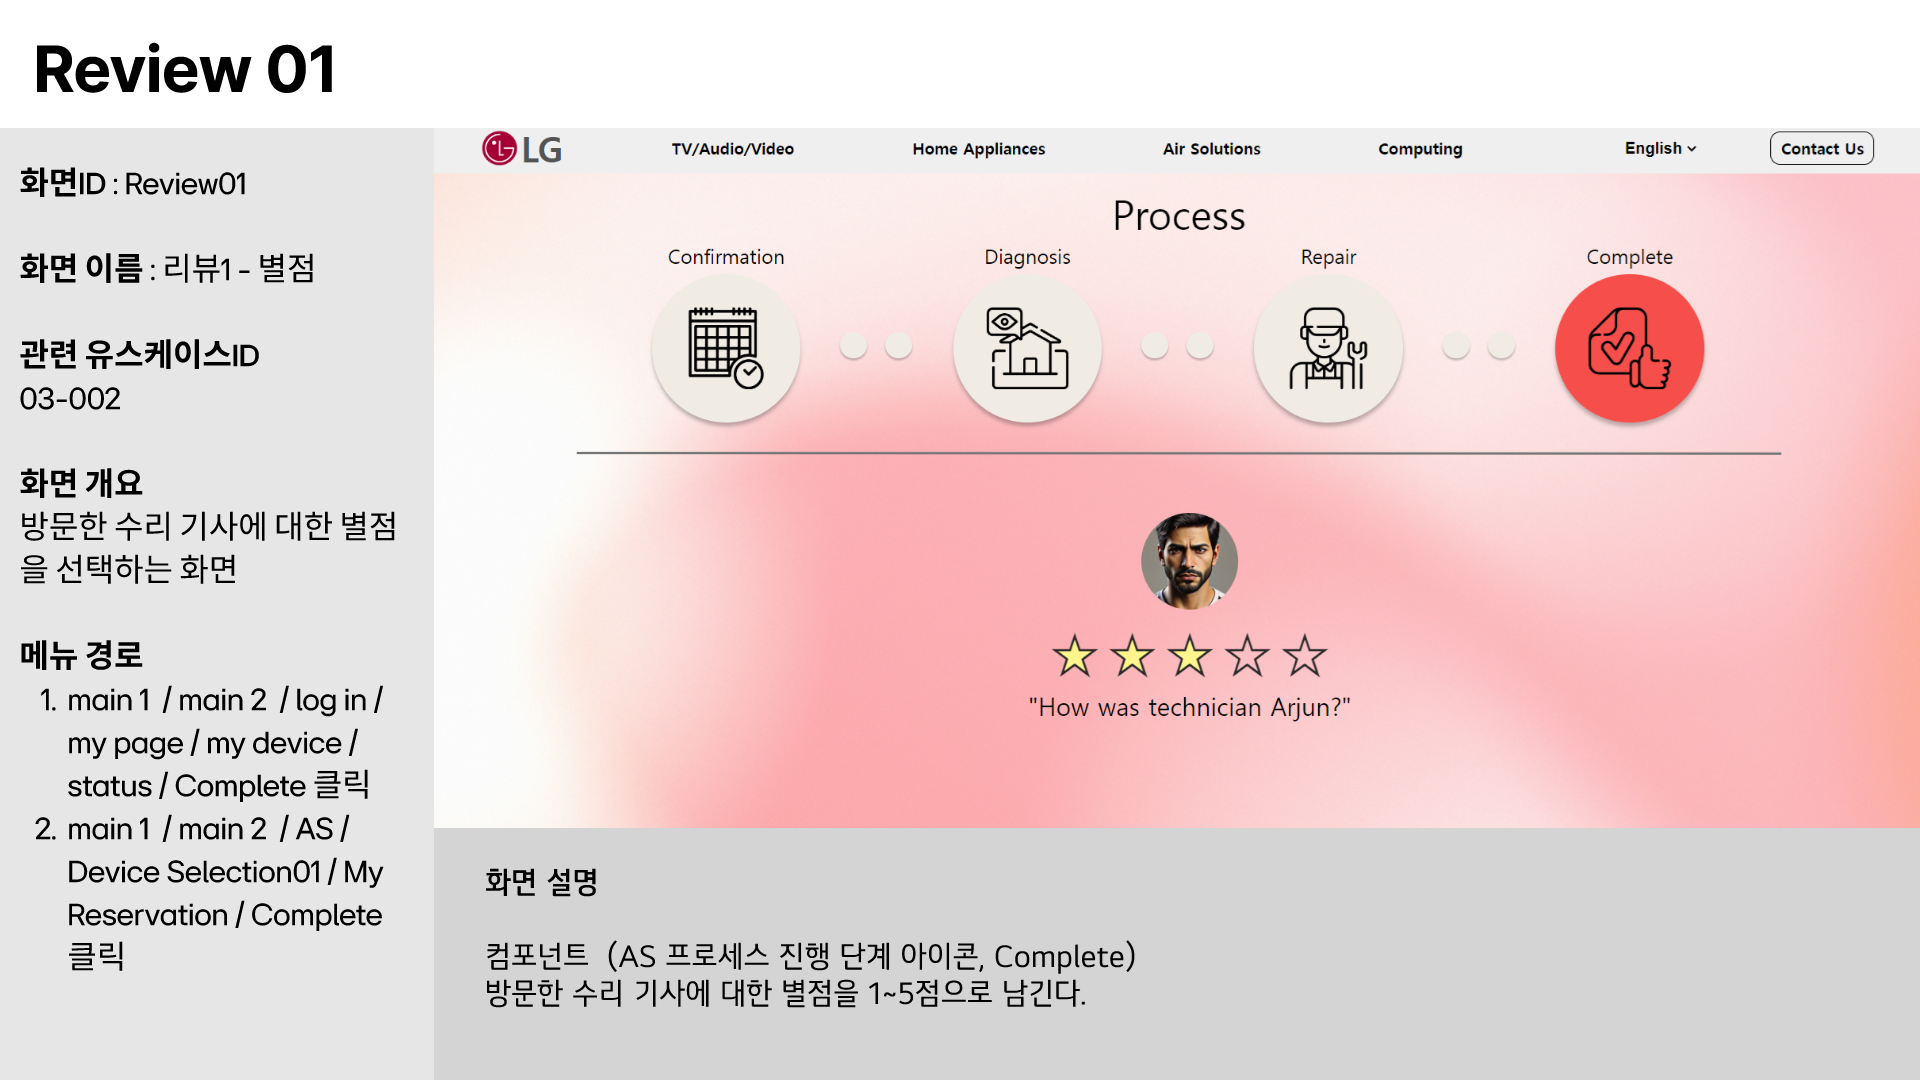 Review 01
화면ID : Review01
화면 이름 : 리뷰1 - 별점
관련 유스케이스ID
03-002
화면 개요
방문한 수리 기사에 대한 별점
을 선택하는 화면
메뉴 경로
1. main 1 / main 2 / log in /
my page / my device /
status / Complete 클릭
2. main 1 / main 2 / AS /
Device Selection01 / My
Reservation / Complete
클릭
LG
TV/Audio/Video
Home Appliances
Air Solutions
Computing
English
Contact Us
Process
Confirmation
Diagnosis
Repair
Complete
"How was technician Arjun?"
화면 설명
컴포넌트 (AS 프로세스 진행 단계 아이콘, Complete)
방문한 수리 기사에 대한 별점을 1~5점으로 남긴다.